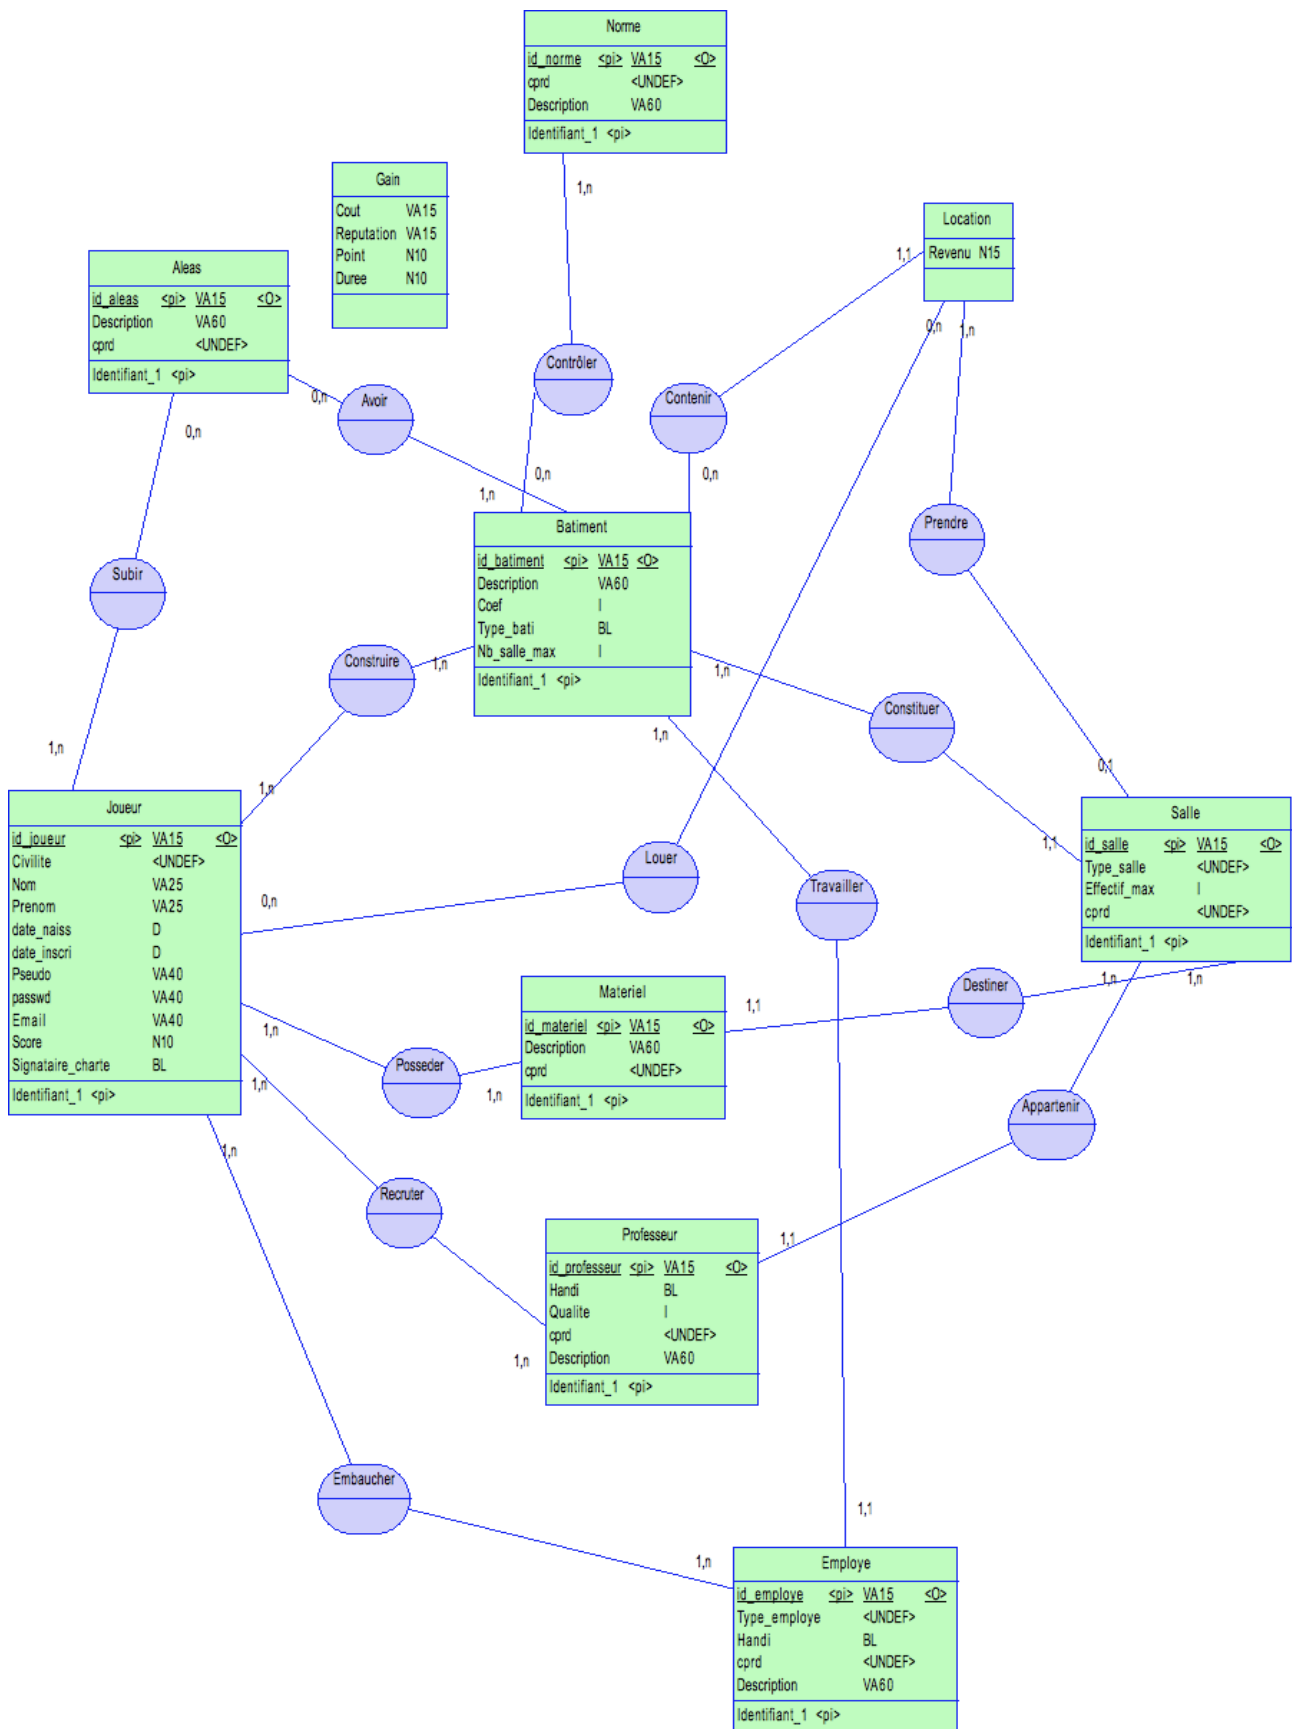 Norme
id_norme <pi> VA15 <O>
cprd <UNDEF>
Description VA60
Identifiant_1 <pi>
1,n
Gain
Cout VA15
Reputation VA15
Point N10
Duree N10
Location
Revenu N15
1,1
0,n
1,n
Aleas
id_aleas <pi> VA15 <O>
Description VA60
cprd <UNDEF>
Identifiant_1 <pi>
0,n
0,n
Avoir
Contrôler
Contenir
0,n
0,n
1,n
Batiment
id_batiment <pi> VA15 <O>
Description VA60
Coef I
Type_bati BL
Nb_salle_max I
Identifiant_1 <pi>
Prendre
Subir
Construire
1,n
1,n
Constituer
1,n
1,n
1,n
0,1
1,1
Joueur
id_joueur <pi> VA15 <O>
Civilite <UNDEF>
Nom VA25
Prenom VA25
date_naiss D
date_inscri D
Pseudo VA40
passwd VA40
Email VA40
Score N10
Signataire_charte BL
Identifiant_1 <pi>
0,n
Louer
Travailler
Salle
id_salle <pi> VA15 <O>
Type_salle <UNDEF>
Effectif_max I
cprd <UNDEF>
Identifiant_1 <pi>
1,n
1,n
Destiner
1,1
Materiel
id_materiel <pi> VA15 <O>
Description VA60
cprd <UNDEF>
Identifiant_1 <pi>
1,n
Posseder
1,n
1,n
Appartenir
1,n
Recruter
Professeur
id_professeur <pi> VA15 <O>
Handi BL
Qualite I
cprd <UNDEF>
Description VA60
Identifiant_1 <pi>
1,1
1,n
Embaucher
1,n
1,1
Employe
id_employe <pi> VA15 <O>
Type_employe <UNDEF>
Handi BL
cprd <UNDEF>
Description VA60
Identifiant_1 <pi>